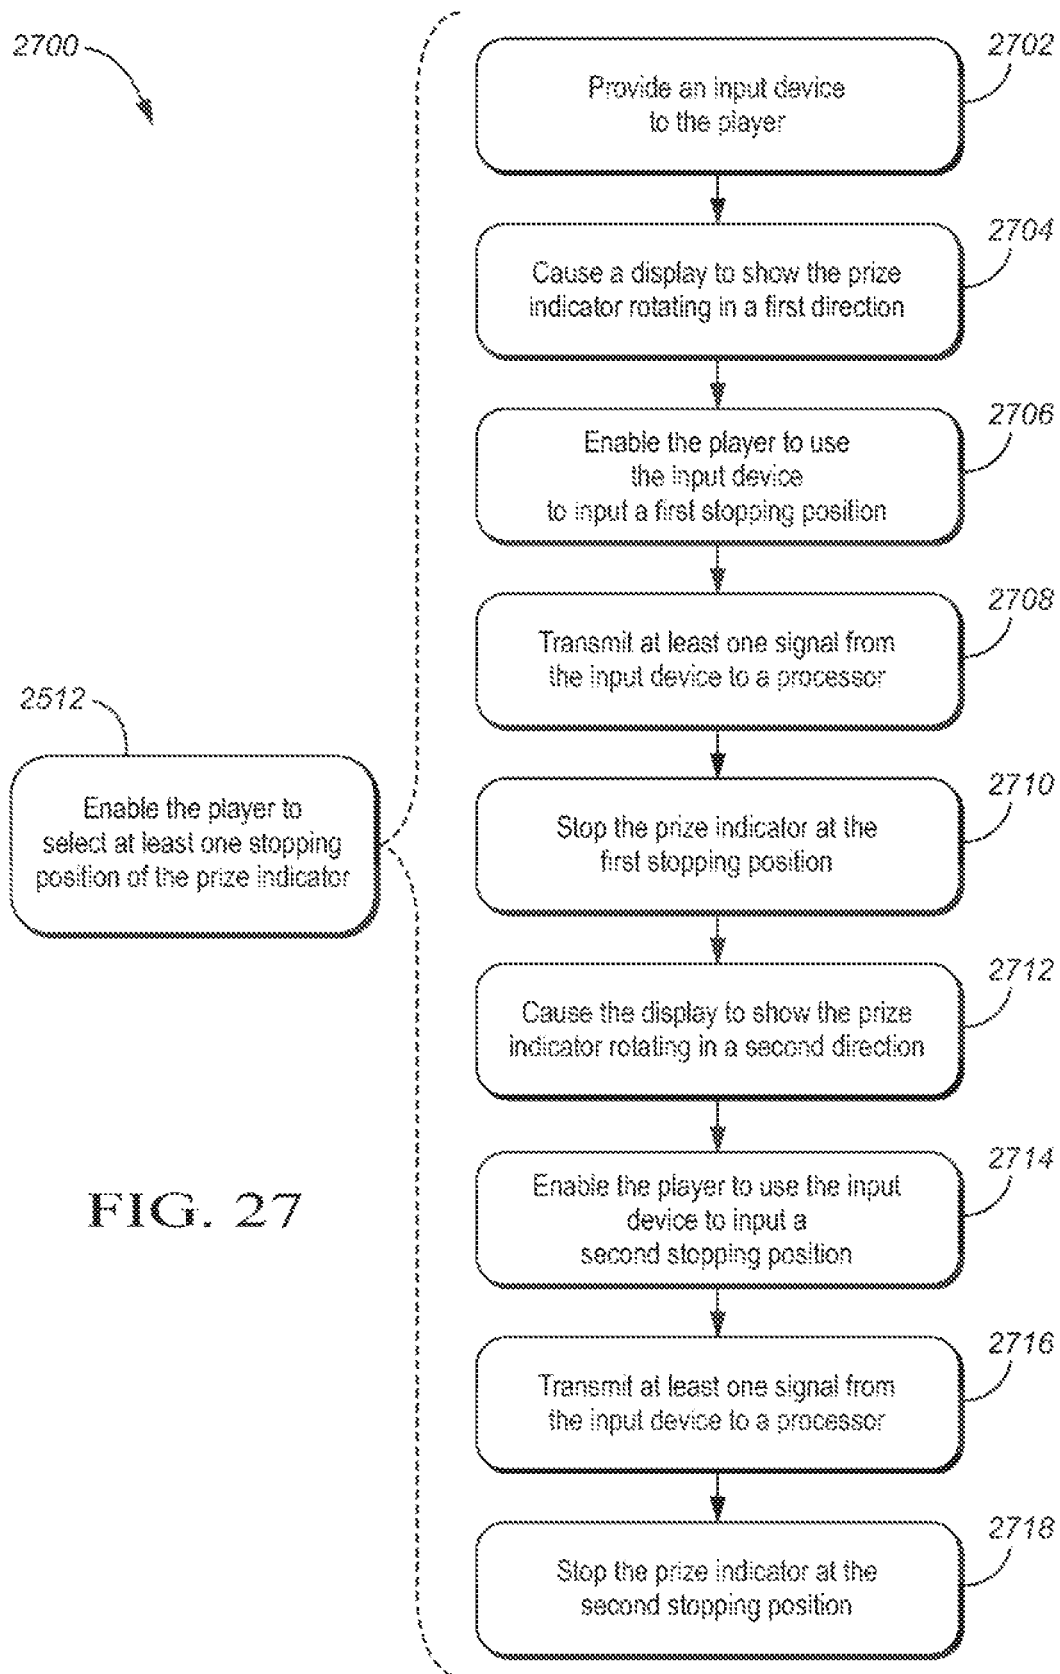 2700
2702
Provide an input device
to the player
2704
Cause a display to show the prize
indicator rotating in a first direction
2706
Enable the player to use
the input device
to input a first stopping position
2708
Transmit at least one signal from
the input device to a processor
2512
Enable the player to
select at least one stopping
position of the prize indicator
2710
Stop the prize indicator at the
first stopping position
2712
Cause the display to show the prize
indicator rotating in a second direction
2714
Enable the player to use the input
device to input a
second stopping position
FIG. 27
2716
Transmit at least one signal from
the input device to a processor
2718
Stop the prize indicator at the
second stopping position